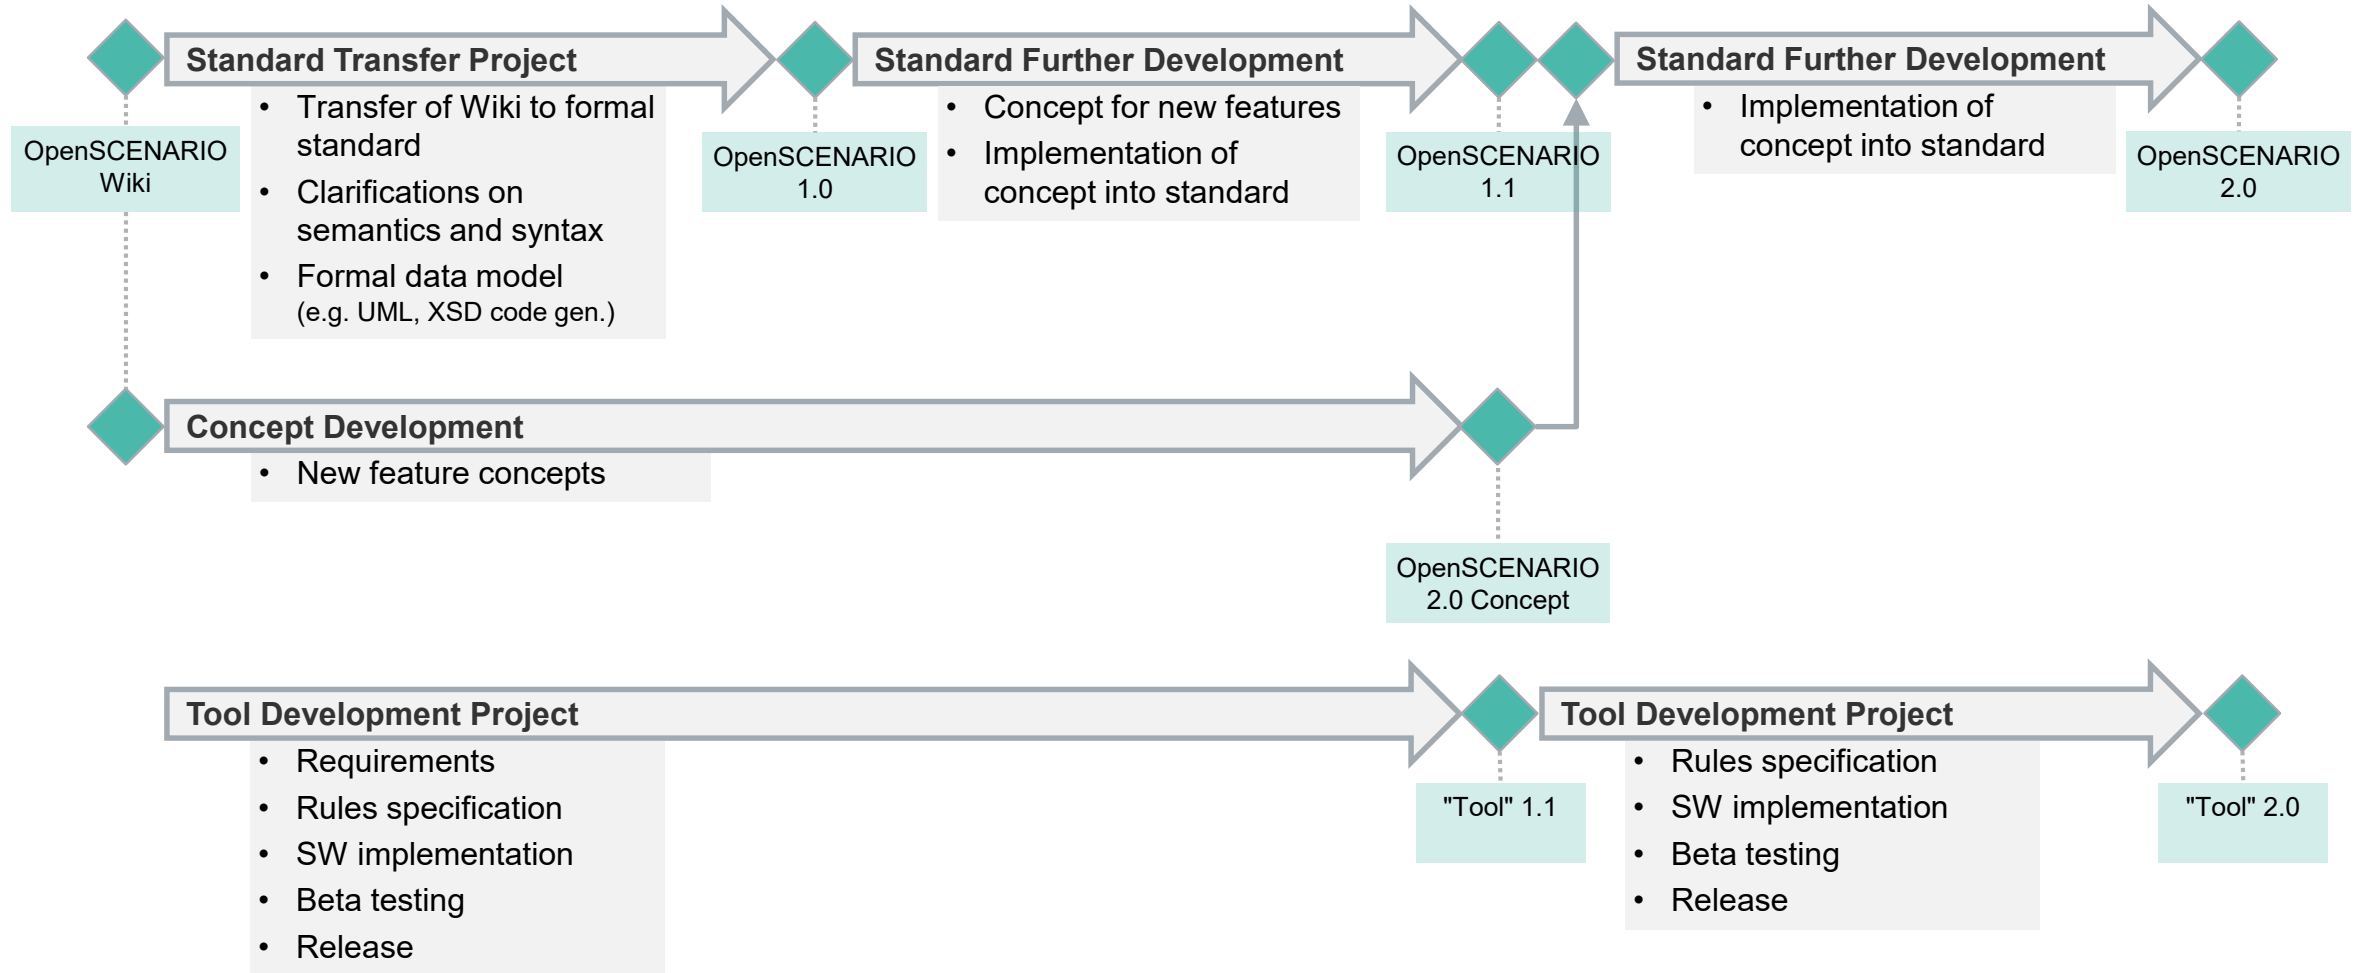 Standard Transfer Project
• Transfer of Wiki to formal
standard
• Clarifications on
semantics and syntax
• Formal data model
(e.g. UML, XSD code gen.)
OpenSCENARIO
Wiki
OpenSCENARIO
1.0
Standard Further Development
• Concept for new features
• Implementation of
concept into standard
OpenSCENARIO
1.1
Standard Further Development
• Implementation of
concept into standard
OpenSCENARIO
2.0
Concept Development
• New feature concepts
OpenSCENARIO
2.0 Concept
Tool Development Project
• Requirements
• Rules specification
• SW implementation
• Beta testing
• Release
"Tool" 1.1
Tool Development Project
• Rules specification
• SW implementation
• Beta testing
• Release
"Tool" 2.0